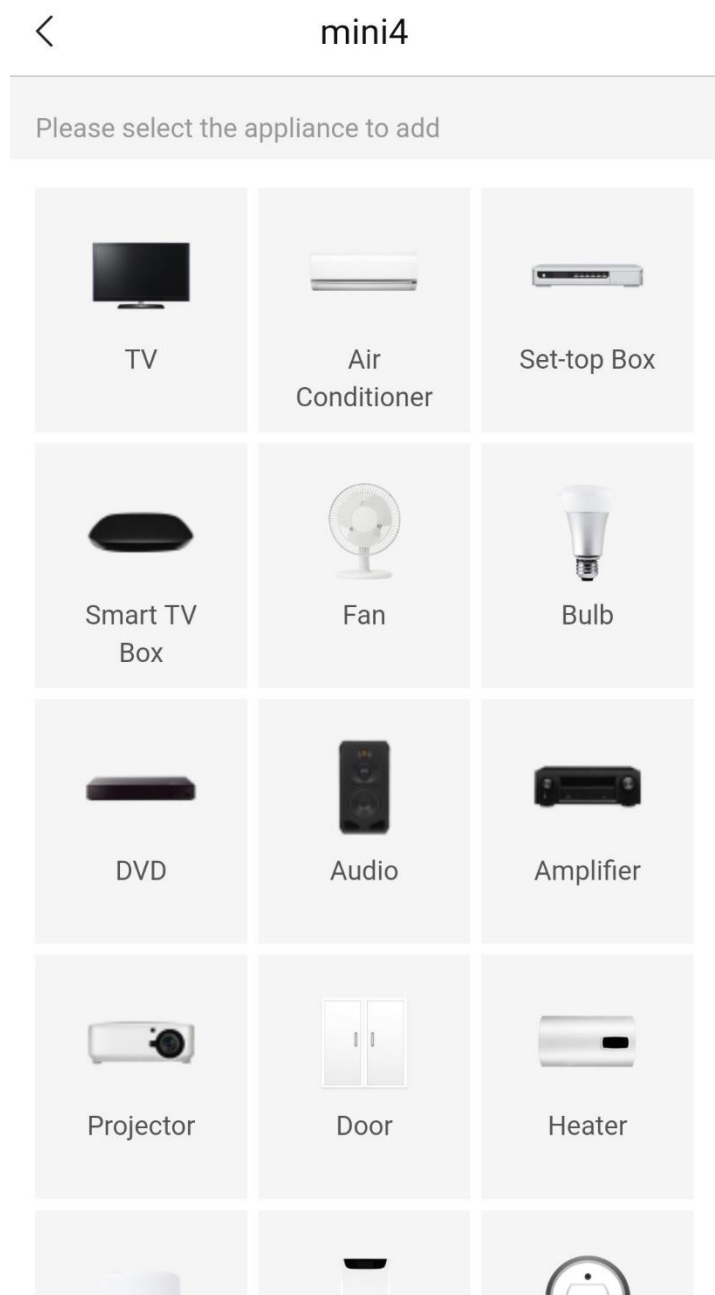 mini4
Please select the appliance to add
TV
Air
Conditioner
Set-top Box
Smart TV
Box
Fan
Bulb
DVD
Audio
Amplifier
Projector
Door
Heater